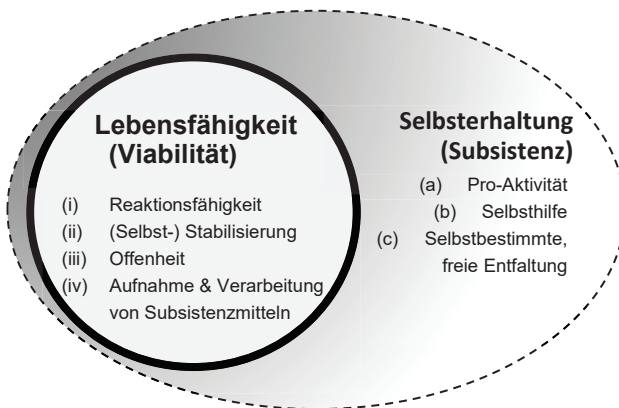 Lebensfähigkeit
(Viabilität)
(i) Reaktionsfähigkeit
(ii) (Selbst-) Stabilisierung
(iii) Offenheit
(iv) Aufnahme & Verarbeitung
von Subsistenzmitteln
Selbsterhaltung
(Subsistenz)
(a) Pro-Aktivität
(b) Selbsthilfe
(c) Selbstbestimmte,
freie Entfaltung